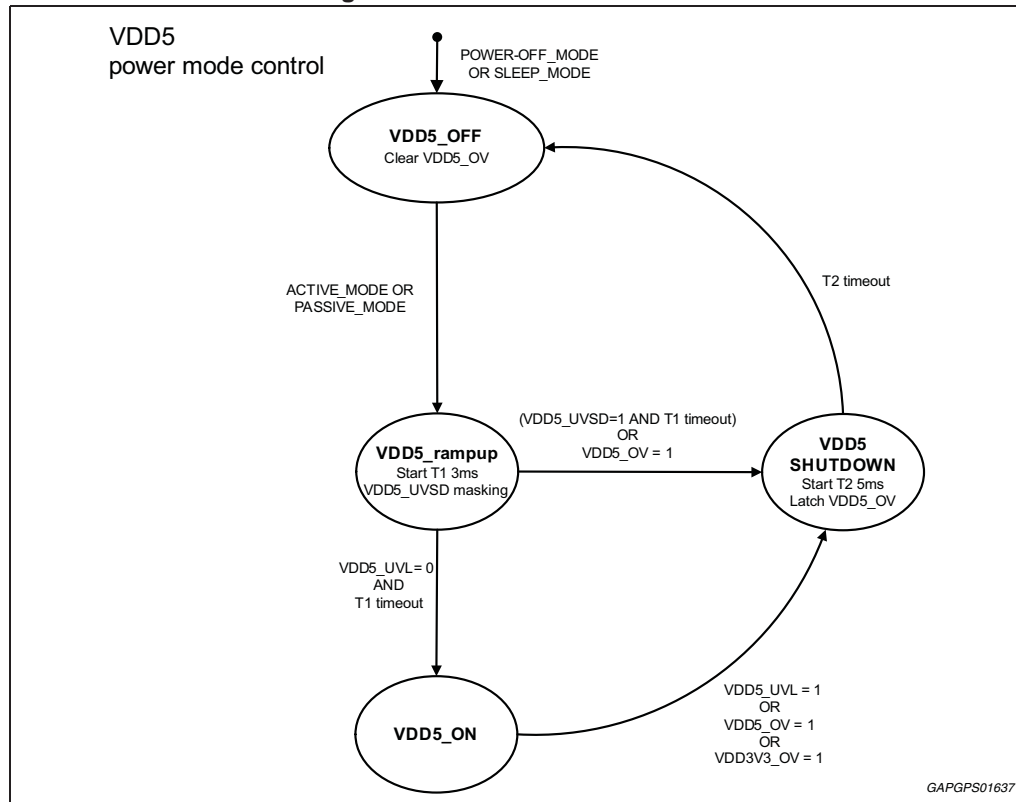 VDD5
power mode control
POWER-OFF_MODE
OR SLEEP_MODE
VDD5_OFF
Clear VDD5_OV
ACTIVE_MODE OR
PASSIVE_MODE
T2 timeout
(VDD5_UVSD=1 AND T1 timeout)
OR
VDD5_OV = 1
VDD5_rampup
Start T1 3ms
VDD5_UVSD masking
VDD5
SHUTDOWN
Start T2 5ms
Latch VDD5_OV
VDD5_UVL= 0
AND
T1 timeout
VDD5_UVL = 1
OR
VDD5_OV = 1
OR
VDD3V3_OV = 1
VDD5_ON
GAPGPS01637